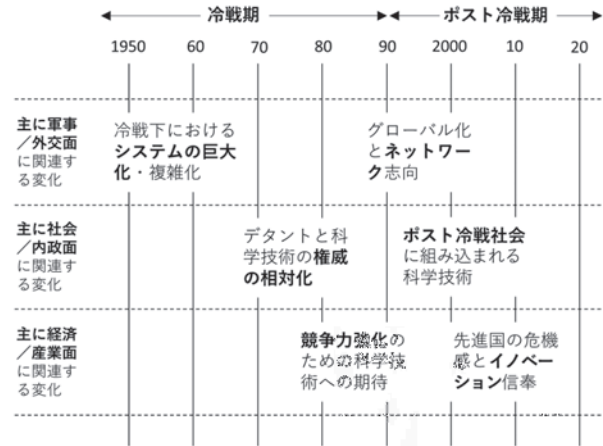 冷戦期 ポスト冷戦期
1950 60 70 80 90 2000 10 20
主に軍事
／外交面
に関連す
る変化
冷戦下における
システムの巨大
化・複雑化
グローバル化
とネットワー
ク志向
主に社会
／内政面
に関連す
る変化
デタントと科
学技術の権威
の相対化
ポスト冷戦社会
に組み込まれる
科学技術
主に経済
／産業面
に関連す
る変化
競争力強化の
ための科学技
術への期待
先進国の危機
感とイノベー
ション信奉